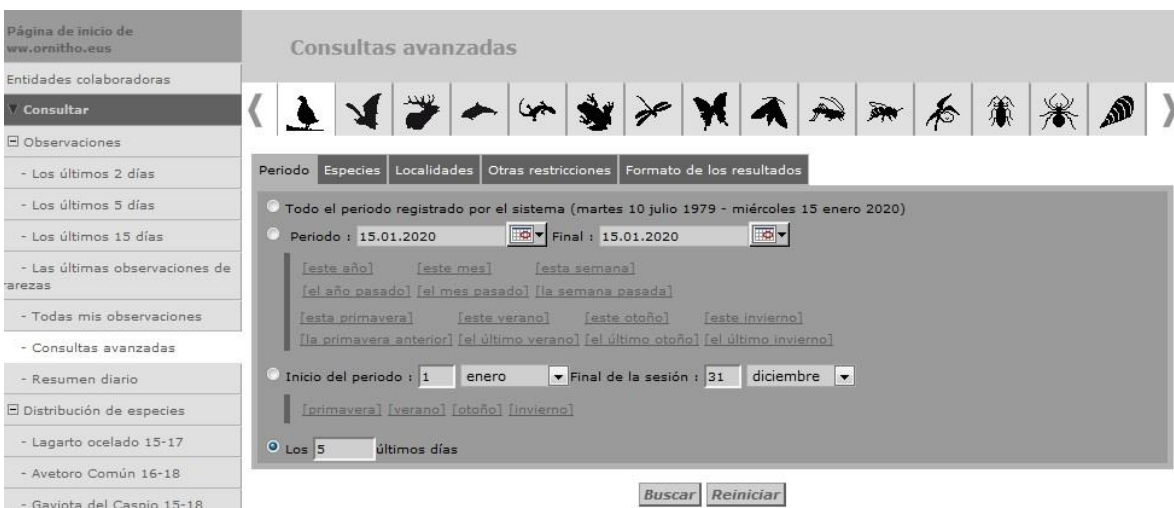 Página de inicio de
ww.ornitho.eus
Entidades colaboradoras
Consultar
Observaciones
- Los últimos 2 días
- Los últimos 5 días
- Los últimos 15 días
- Las últimas observaciones de
arezas
- Todas mis observaciones
- Consultas avanzadas
- Resumen diario
Distribución de especies
- Lagarto ocelado 15-17
- Avetoro Común 16-18
- Gaviota del Caspio 15-18
Consultas avanzadas
Periodo Especies Localidades Otras restricciones Formato de los resultados
Todo el periodo registrado por el sistema (martes 10 julio 1979 - miércoles 15 enero 2020)
Periodo : 15.01.2020 Final : 15.01.2020
[este año] [este mes] [esta semana]
[el año pasado] [el mes pasado] [la semana pasada]
[esta primavera] [este verano] [este otoño] [este invierno]
[la primavera anterior] [el último verano] [el último otoño] [el último invierno]
Inicio del periodo : 1 enero Final de la sesión : 31 diciembre
[primavera] [verano] [otoño] [invierno]
Los 5 últimos días
Buscar Reiniciar